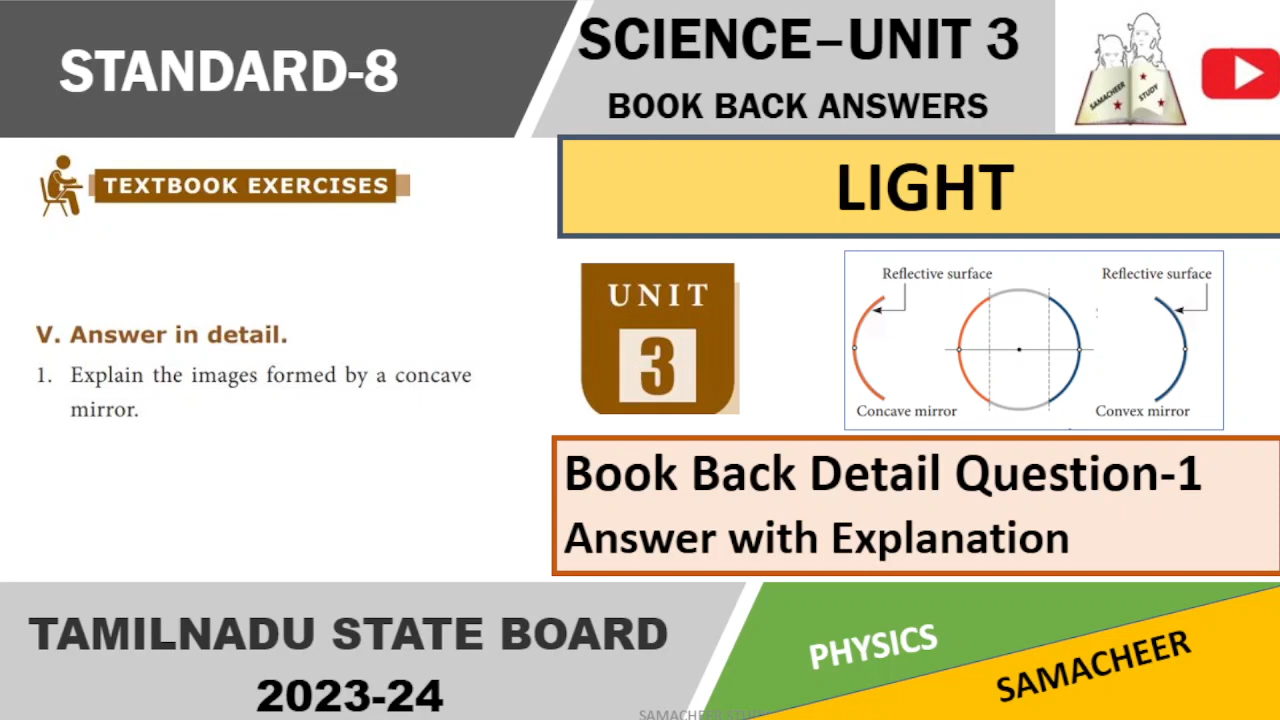 STANDARD-8
SCIENCE–UNIT 3
BOOK BACK ANSWERS
SAMACHEER STUDY
TEXTBOOK EXERCISES
LIGHT
V. Answer in detail.
1. Explain the images formed by a concave
mirror.
UNIT
3
Reflective surface
Reflective surface
Concave mirror
Convex mirror
Book Back Detail Question-1
Answer with Explanation
TAMILNADU STATE BOARD
2023-24
PHYSICS
SAMACHEER